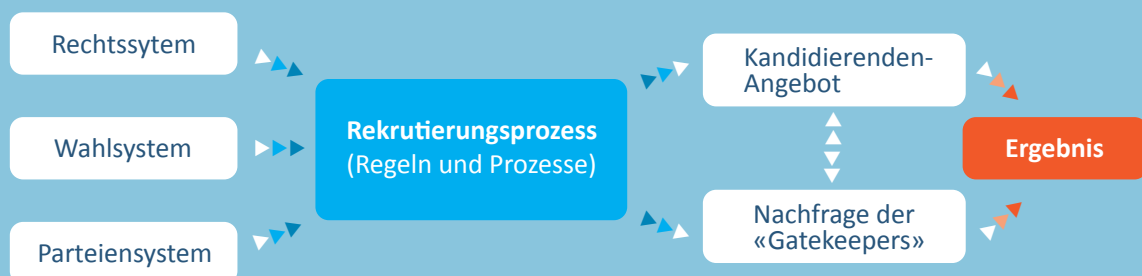 Rechtssytem
Wahlsystem
Parteiensystem
Rekrutierungsprozess
(Regeln und Prozesse)
Kandidierenden-
Angebot
Nachfrage der
«Gatekeepers»
Ergebnis